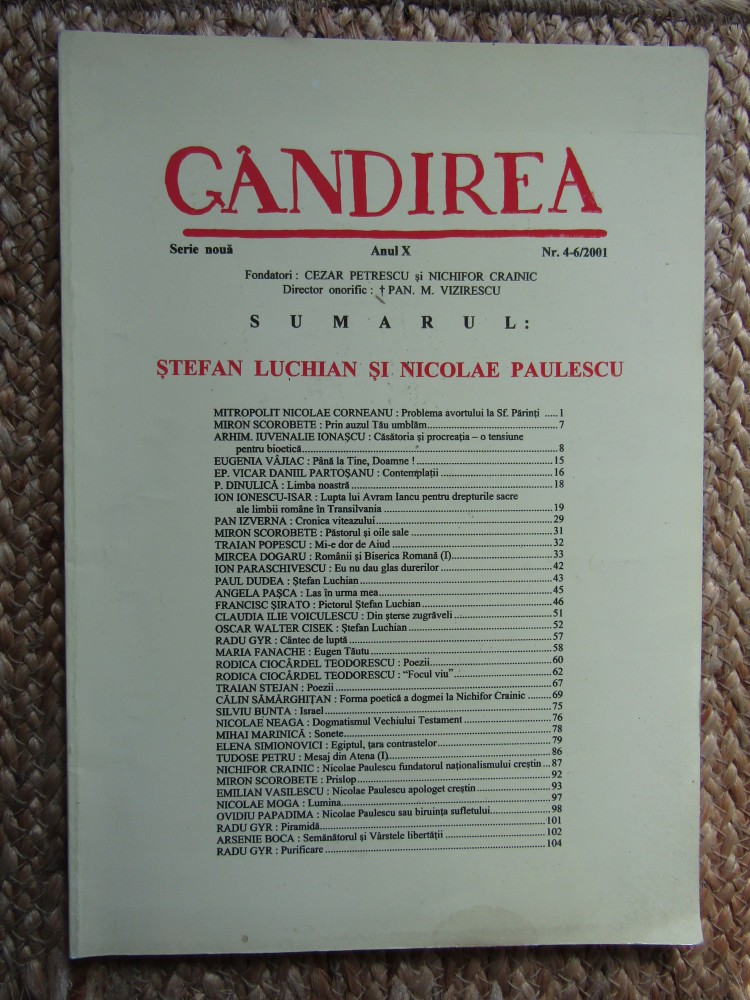 GÂNDIREA
Serie nouă Anul X Nr. 4-6/2001
Fondatori : CEZAR PETRESCU și NICHIFOR CRAINIC
Director onorific : † PAN. M. VIZIRESCU
S U M A R U L :
ȘTEFAN LUCHIAN ȘI NICOLAE PAULESCU
MITROPOLIT NICOLAE CORNEANU : Problema avortului la Sf. Părinți ..... 1
MIRON SCOROBETE : Prin auzul Tău umblăm ..... 7
ARHIM. IUVENALIE IONAȘCU : Căsătoria și procreația – o tensiune
pentru bioetică ..... 8
EUGENIA VÂJIAC : Până la Tine, Doamne ! ..... 15
EP. VICAR DANIIL PARTOȘANU : Contemplații ..... 16
P. DINULICĂ : Limba noastră ..... 18
ION IONESCU-ISAR : Lupta lui Avram Iancu pentru drepturile sacre
ale limbii române în Transilvania ..... 19
PAN IZVERNA : Cronica viteazului ..... 29
MIRON SCOROBETE : Păstorul și oile sale ..... 31
TRAIAN POPESCU : Mi-e dor de Aiud ..... 32
MIRCEA DOGARU : Românii și Biserica Romană (I) ..... 33
ION PARASCHIVESCU : Eu nu dau glas durerilor ..... 42
PAUL DUDEA : Ștefan Luchian ..... 43
ANGELA PAȘCA : Las în urma mea ..... 45
FRANCISC ȘIRATO : Pictorul Ștefan Luchian ..... 46
CLAUDIA ILIE VOICULESCU : Din șterse zugrăveli ..... 51
OSCAR WALTER CISEK : Ștefan Luchian ..... 52
RADU GYR : Cântec de luptă ..... 57
MARIA FANACHE : Eugen Tăutu ..... 58
RODICA CIOCÂRDEL TEODORESCU : Poezii ..... 60
RODICA CIOCÂRDEL TEODORESCU : “Focul viu” ..... 62
TRAIAN STEJAN : Poezii ..... 67
CĂLIN SĂMĂRGHIȚAN : Forma poetică a dogmei la Nichifor Crainic ..... 69
SILVIU BUNTA : Israel ..... 75
NICOLAE NEAGA : Dogmatismul Vechiului Testament ..... 76
MIHAI MARINICĂ : Sonete ..... 78
ELENA SIMIONOVICI : Egiptul, țara contrastelor ..... 79
TUDOSE PETRU : Mesaj din Atena (I) ..... 86
NICHIFOR CRAINIC : Nicolae Paulescu fundatorul naționalismului creștin ... 87
MIRON SCOROBETE : Prislop ..... 92
EMILIAN VASILESCU : Nicolae Paulescu apologet creștin ..... 93
NICOLAE MOGA : Lumina ..... 97
OVIDIU PAPADIMA : Nicolae Paulescu sau biruința sufletului ..... 98
RADU GYR : Piramidă ..... 101
ARSENIE BOCA : Semănătorul și Vârstele libertății ..... 102
RADU GYR : Purificare ..... 104